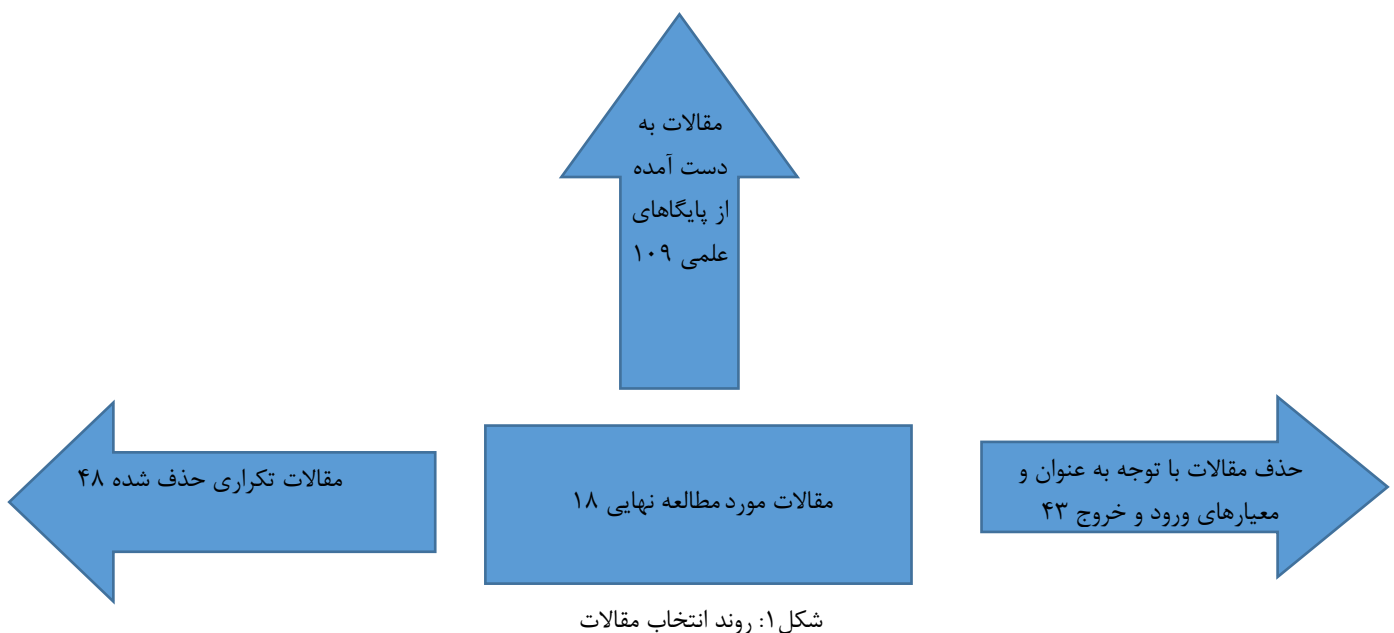 مقالات به
دست آمده
از پایگاهای
علمی ۱۰۹
مقالات تکراری حذف شده ۴۸
مقالات مورد مطالعه نهایی ۱۸
حذف مقالات با توجه به عنوان و
معیارهای ورود و خروج ۴۳
شکل۱: روند انتخاب مقالات